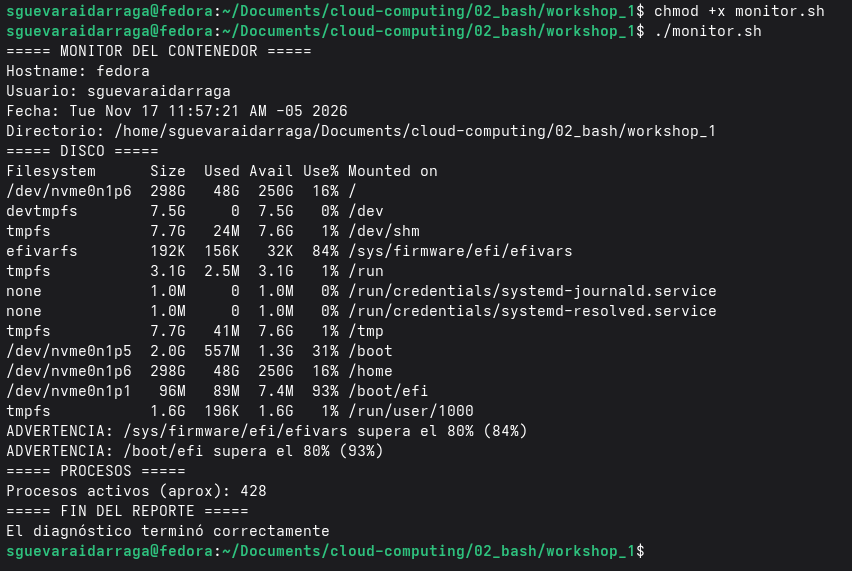 sguevaraidarraga@fedora:~/Documents/cloud-computing/02_bash/workshop_1$ chmod +x monitor.sh
sguevaraidarraga@fedora:~/Documents/cloud-computing/02_bash/workshop_1$ ./monitor.sh
===== MONITOR DEL CONTENEDOR =====
Hostname: fedora
Usuario: sguevaraidarraga
Fecha: Tue Nov 17 11:57:21 AM -05 2026
Directorio: /home/sguevaraidarraga/Documents/cloud-computing/02_bash/workshop_1
===== DISCO =====
Filesystem      Size  Used Avail Use% Mounted on
/dev/nvme0n1p6  298G   48G  250G  16% /
devtmpfs        7.5G     0  7.5G   0% /dev
tmpfs           7.7G   24M  7.6G   1% /dev/shm
efivarfs        192K  156K   32K  84% /sys/firmware/efi/efivars
tmpfs           3.1G  2.5M  3.1G   1% /run
none            1.0M     0  1.0M   0% /run/credentials/systemd-journald.service
none            1.0M     0  1.0M   0% /run/credentials/systemd-resolved.service
tmpfs           7.7G   41M  7.6G   1% /tmp
/dev/nvme0n1p5  2.0G  557M  1.3G  31% /boot
/dev/nvme0n1p6  298G   48G  250G  16% /home
/dev/nvme0n1p1   96M   89M  7.4M  93% /boot/efi
tmpfs           1.6G  196K  1.6G   1% /run/user/1000
ADVERTENCIA: /sys/firmware/efi/efivars supera el 80% (84%)
ADVERTENCIA: /boot/efi supera el 80% (93%)
===== PROCESOS =====
Procesos activos (aprox): 428
===== FIN DEL REPORTE =====
El diagnóstico terminó correctamente
sguevaraidarraga@fedora:~/Documents/cloud-computing/02_bash/workshop_1$